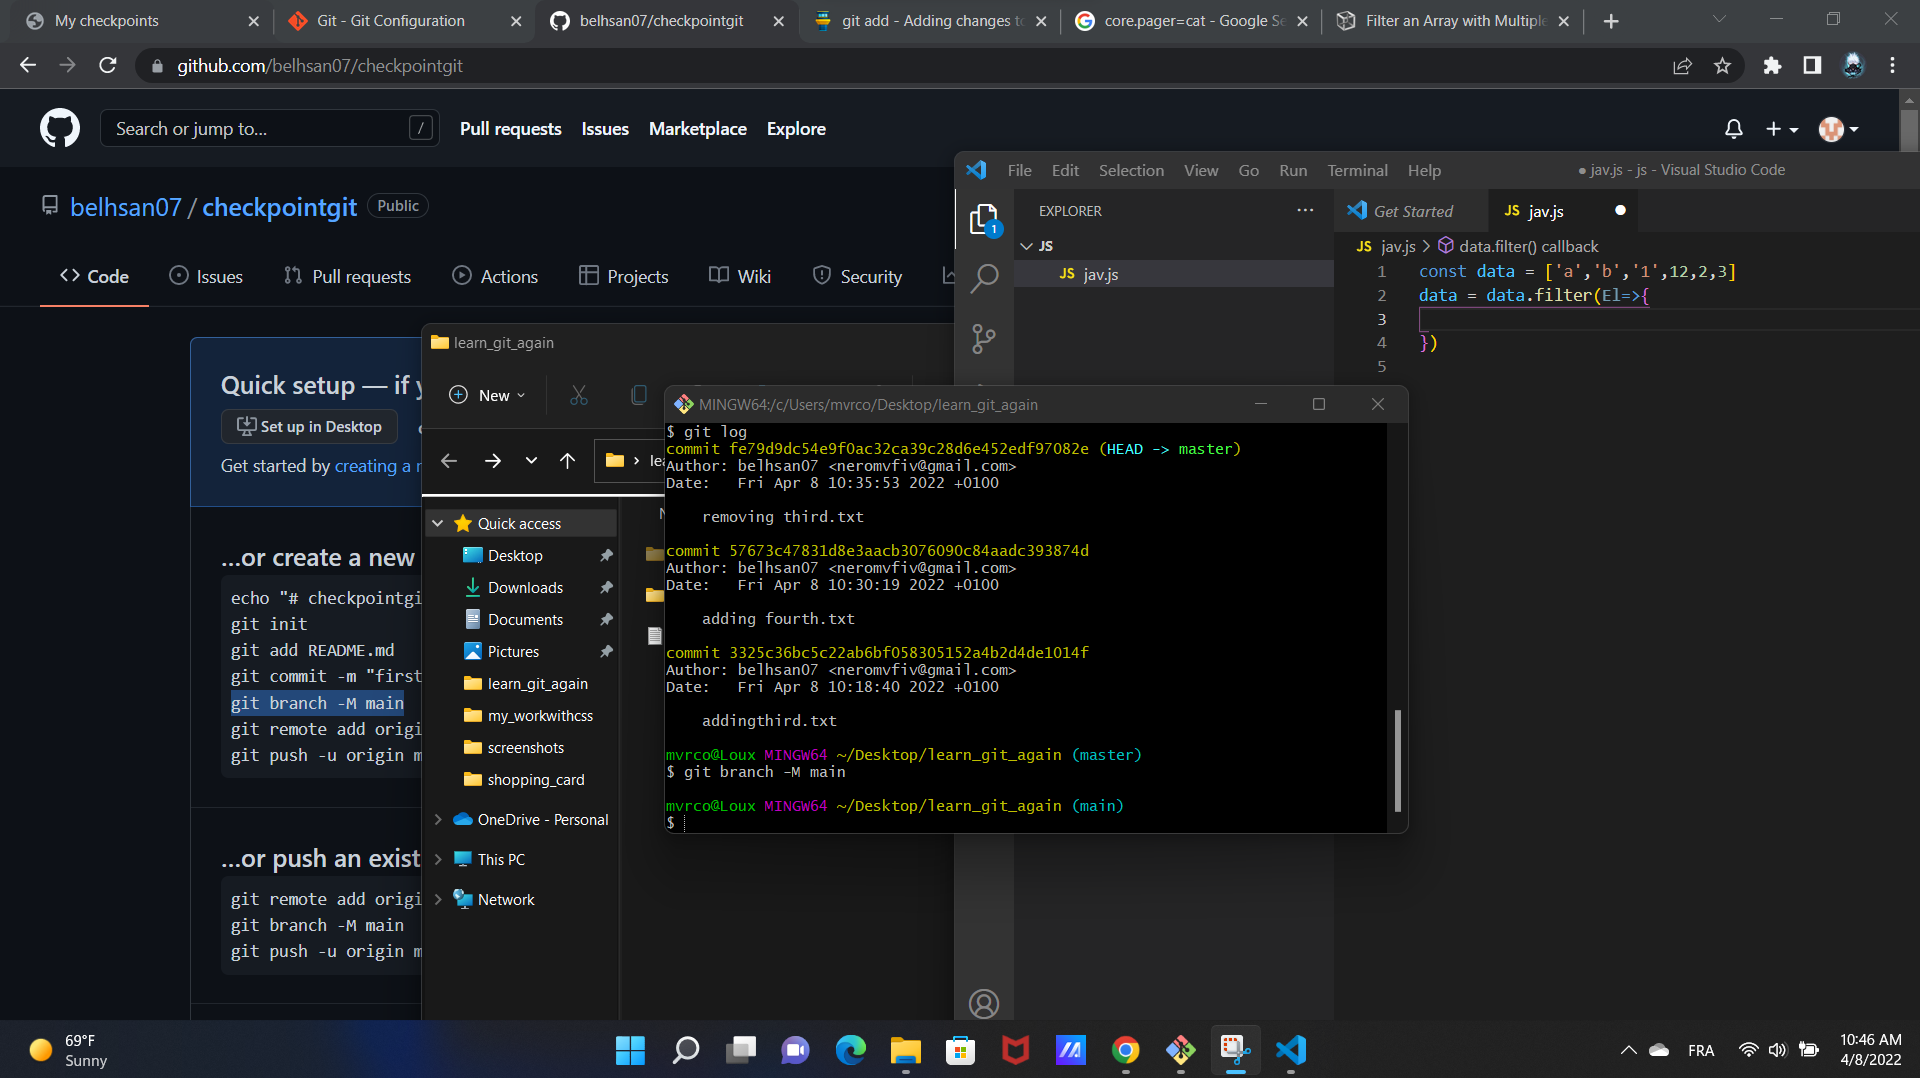 My checkpoints
Git - Git Configuration
belhsan07/checkpointgit
git add - Adding changes to
core.pager=cat - Google Se
Filter an Array with Multiple
github.com/belhsan07/checkpointgit
Search or jump to...
/
Pull requests
Issues
Marketplace
Explore
belhsan07 / checkpointgit
Public
Code
Issues
Pull requests
Actions
Projects
Wiki
Security
Quick setup — if y
Set up in Desktop
Get started by creating a r
...or create a new
echo "# checkpointgi
git init
git add README.md
git commit -m "first
git branch -M main
git remote add origi
git push -u origin m
...or push an exist
git remote add origi
git branch -M main
git push -u origin m
learn_git_again
New
lea
Quick access
Desktop
Downloads
Documents
Pictures
learn_git_again
my_workwithcss
screenshots
shopping_card
OneDrive - Personal
This PC
Network
File Edit Selection View Go Run Terminal Help
● jav.js - js - Visual Studio Code
1
EXPLORER
JS
JS jav.js
Get Started
JS jav.js
JS jav.js > data.filter() callback
1 const data = ['a','b','1',12,2,3]
2 data = data.filter(El=>{
3
4 })
5
MINGW64:/c/Users/mvrco/Desktop/learn_git_again
$ git log
commit fe79d9dc54e9f0ac32ca39c28d6e452edf97082e (HEAD -> master)
Author: belhsan07 <neromvfiv@gmail.com>
Date: Fri Apr 8 10:35:53 2022 +0100
removing third.txt
commit 57673c47831d8e3aacb3076090c84aadc393874d
Author: belhsan07 <neromvfiv@gmail.com>
Date: Fri Apr 8 10:30:19 2022 +0100
adding fourth.txt
commit 3325c36bc5c22ab6bf058305152a4b2d4de1014f
Author: belhsan07 <neromvfiv@gmail.com>
Date: Fri Apr 8 10:18:40 2022 +0100
addingthird.txt
mvrco@Loux MINGW64 ~/Desktop/learn_git_again (master)
$ git branch -M main
mvrco@Loux MINGW64 ~/Desktop/learn_git_again (main)
$
69°F
Sunny
FRA
10:46 AM
4/8/2022